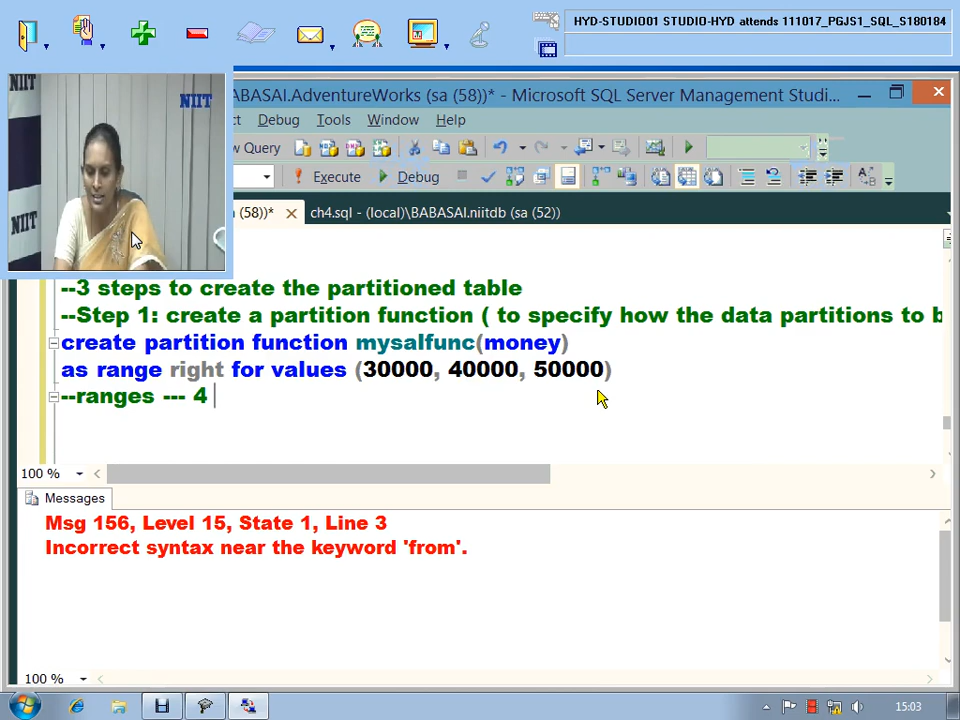 HYD-STUDIO01 STUDIO-HYD attends 111017_PGJS1_SQL_S180184
NIIT
NIIT
NIIT
BABASAI.AdventureWorks (sa (58))* - Microsoft SQL Server Management Studi...
ct Debug Tools Window Help
w Query
Execute Debug
a (58))* ch4.sql - (local)\BABASAI.niitdb (sa (52))
--3 steps to create the partitioned table
--Step 1: create a partition function ( to specify how the data partitions to b
create partition function mysalfunc(money)
as range right for values (30000, 40000, 50000)
--ranges --- 4
100 %
Messages
Msg 156, Level 15, State 1, Line 3
Incorrect syntax near the keyword 'from'.
100 %
15:03